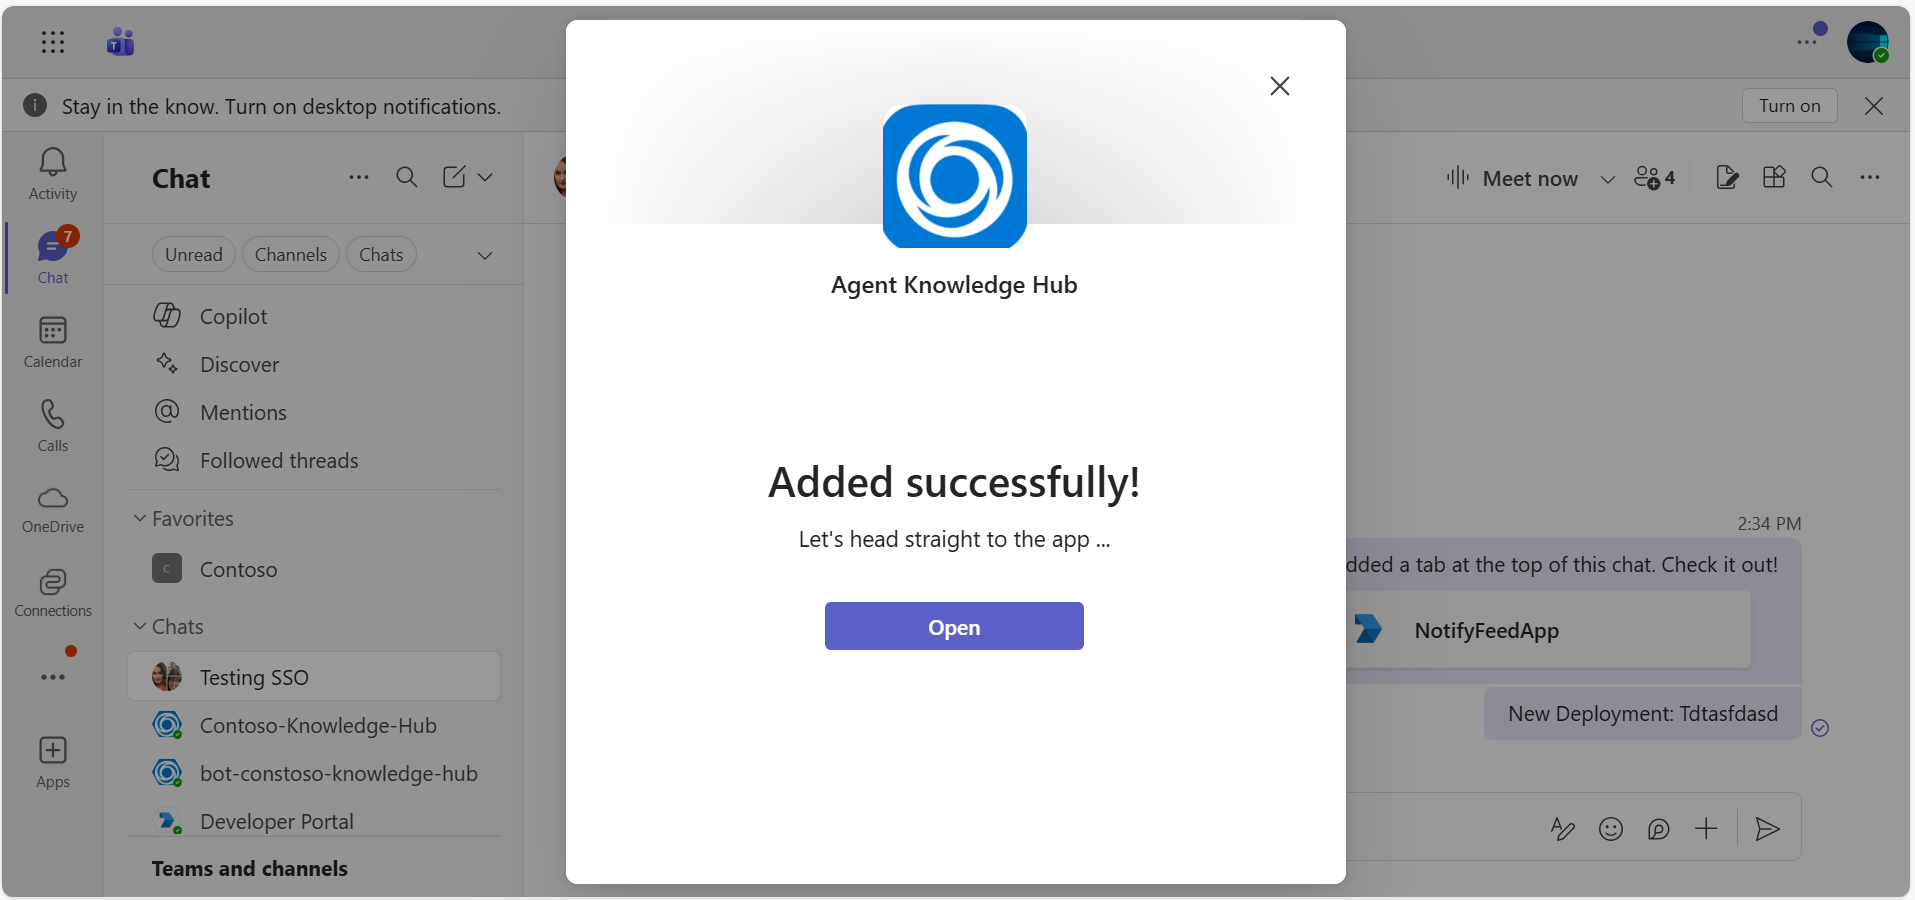 T
Stay in the know. Turn on desktop notifications.
Turn on
Activity
7
Chat
Calendar
Calls
OneDrive
Connections
Apps
Chat
Unread
Channels
Chats
Copilot
Discover
Mentions
Followed threads
Favorites
C
Contoso
Chats
Testing SSO
Contoso-Knowledge-Hub
bot-constoso-knowledge-hub
Developer Portal
Teams and channels
Agent Knowledge Hub
Added successfully!
Let's head straight to the app ...
Open
Meet now
4
2:34 PM
dded a tab at the top of this chat. Check it out!
NotifyFeedApp
New Deployment: Tdtasfdasd